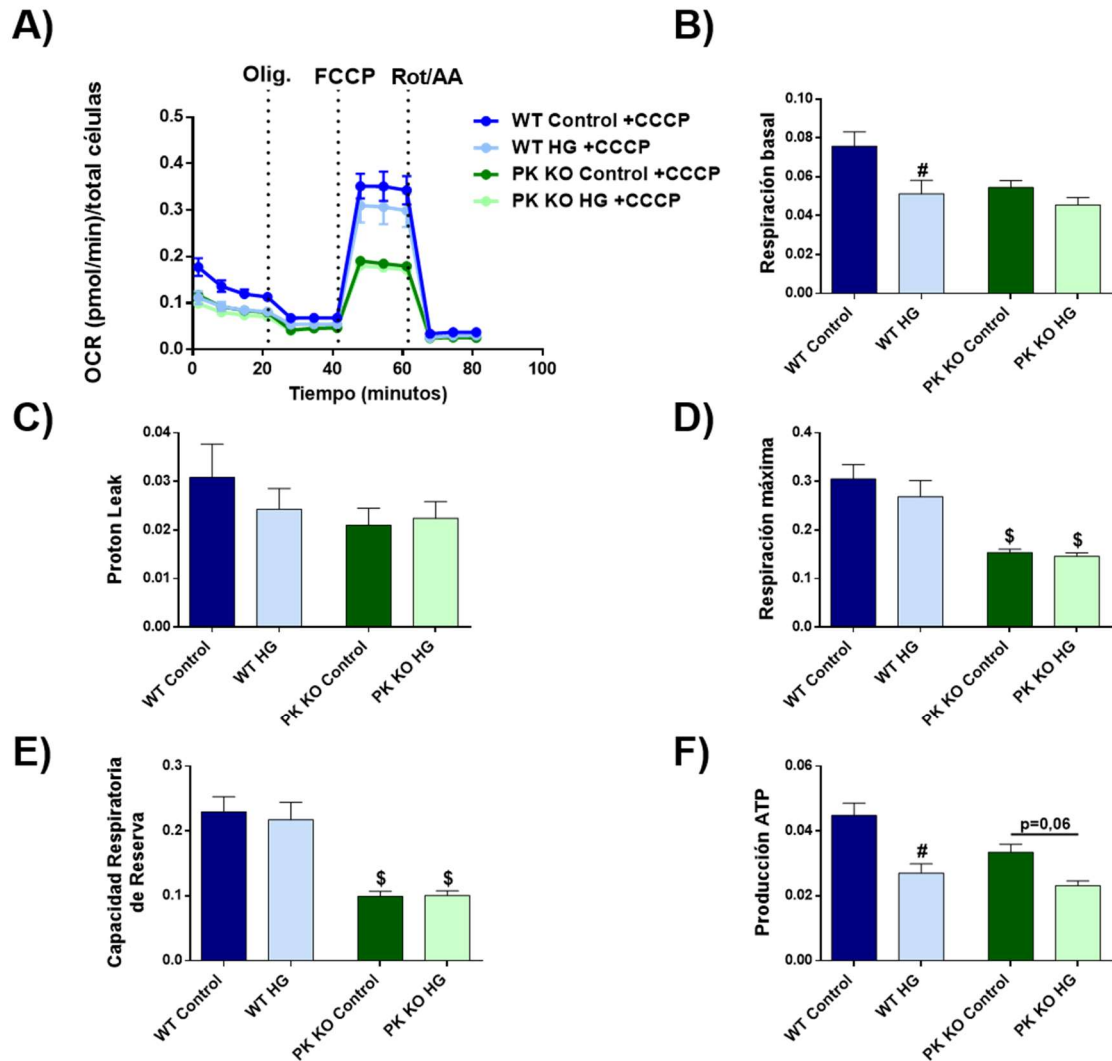 A)
Olig. FCCP Rot/AA
OCR (pmol/min)/total células
0.5
0.4
0.3
0.2
0.1
0.0
0 20 40 60 80 100
Tiempo (minutos)
WT Control +CCCP
WT HG +CCCP
PK KO Control +CCCP
PK KO HG +CCCP
B)
Respiración basal
0.10
0.08
0.06
0.04
0.02
0.00
#
WT Control
WT HG
PK KO Control
PK KO HG
C)
Proton Leak
0.04
0.03
0.02
0.01
0.00
WT Control
WT HG
PK KO Control
PK KO HG
D)
Respiración máxima
0.4
0.3
0.2
0.1
0.0
$ $
WT Control
WT HG
PK KO Control
PK KO HG
E)
Capacidad Respiratoria
de Reserva
0.3
0.2
0.1
0.0
$ $
WT Control
WT HG
PK KO Control
PK KO HG
F)
Producción ATP
0.06
0.04
0.02
0.00
#
p=0,06
WT Control
WT HG
PK KO Control
PK KO HG